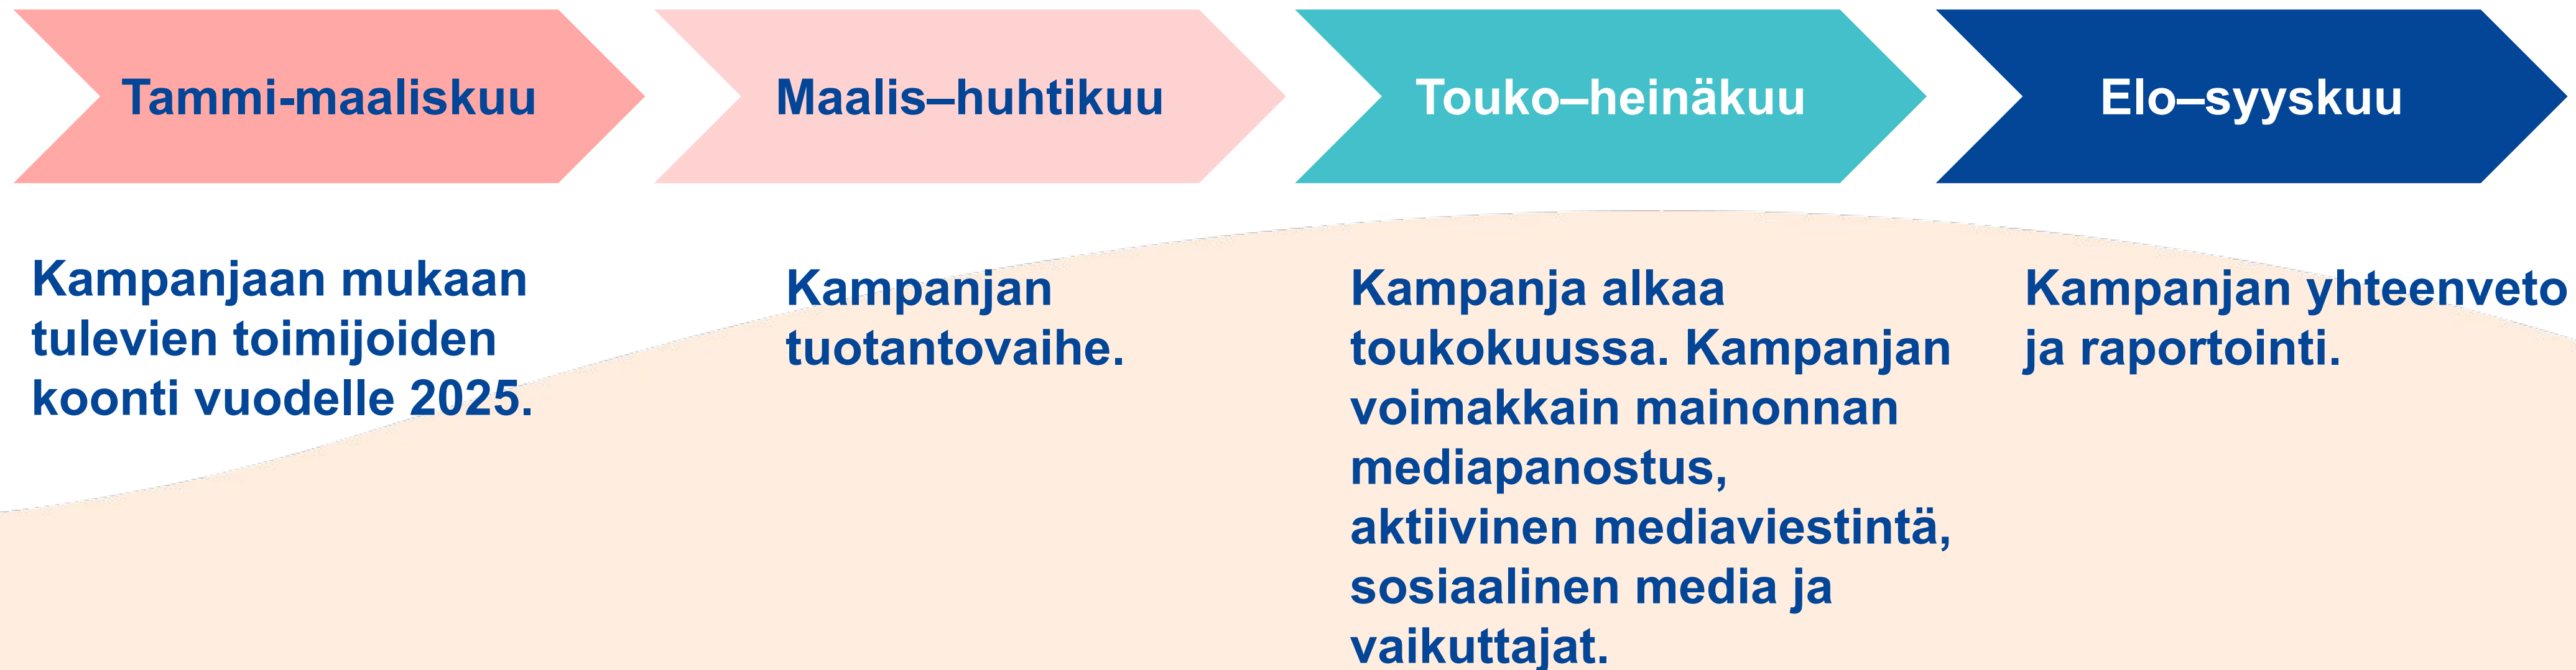 Tammi-maaliskuu
Maalis–huhtikuu
Touko–heinäkuu
Elo–syyskuu
Kampanjaan mukaan
tulevien toimijoiden
koonti vuodelle 2025.
Kampanjan
tuotantovaihe.
Kampanja alkaa
toukokuussa. Kampanjan
voimakkain mainonnan
mediapanostus,
aktiivinen mediaviestintä,
sosiaalinen media ja
vaikuttajat.
Kampanjan yhteenveto
ja raportointi.